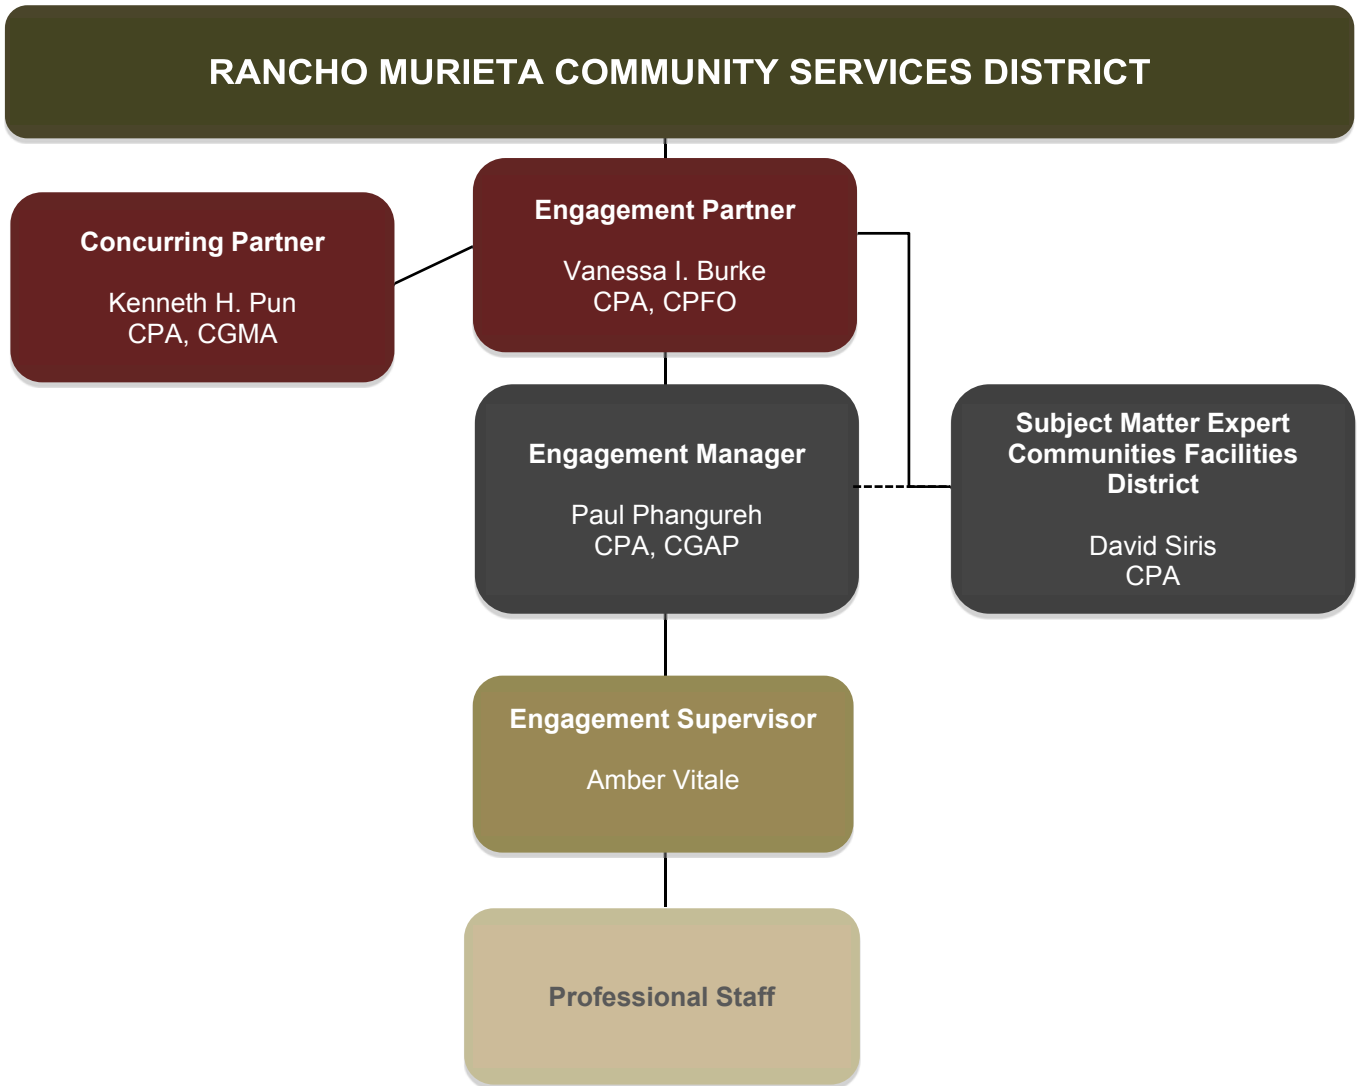 RANCHO MURIETA COMMUNITY SERVICES DISTRICT
Concurring Partner
Kenneth H. Pun
CPA, CGMA
Engagement Partner
Vanessa I. Burke
CPA, CPFO
Engagement Manager
Paul Phangureh
CPA, CGAP
Subject Matter Expert
Communities Facilities
District
David Siris
CPA
Engagement Supervisor
Amber Vitale
Professional Staff